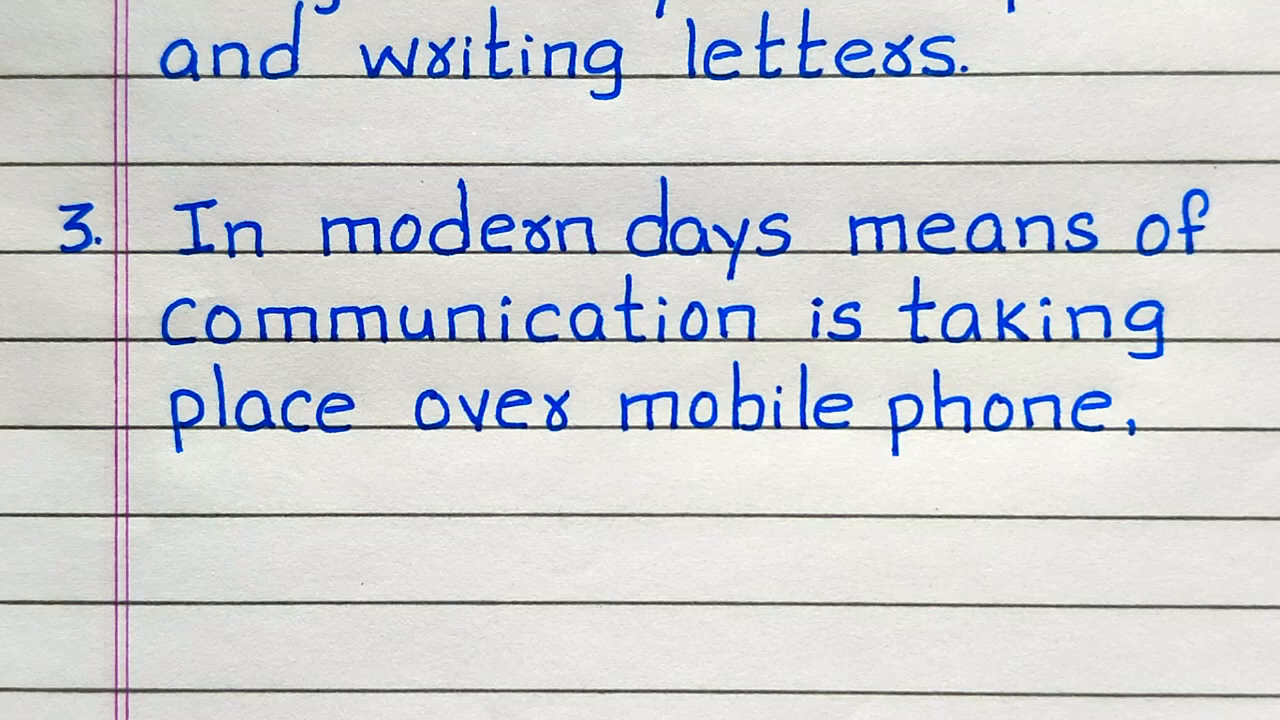 and writing letters.
3. In modern days means of
communication is taking
place over mobile phone,